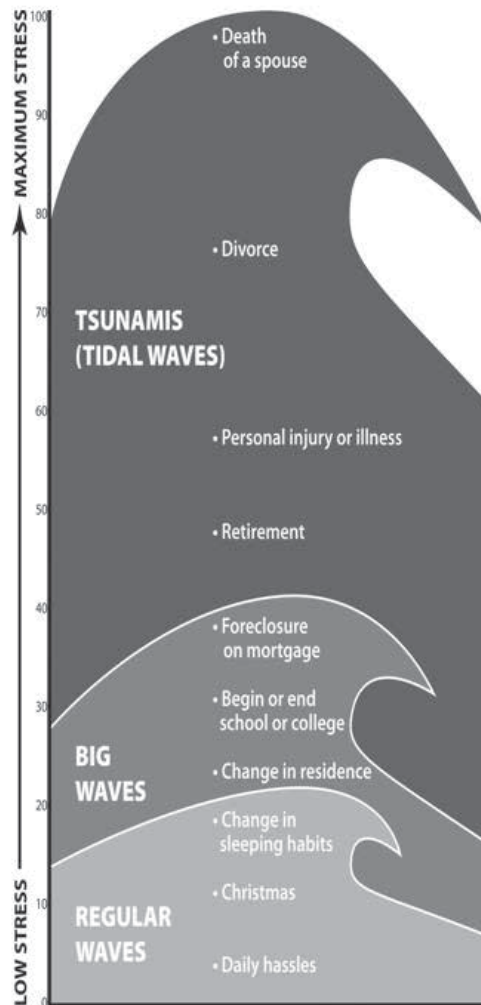 MAXIMUM STRESS
LOW STRESS
100
90
80
70
60
50
40
30
20
10
0
• Death
of a spouse
• Divorce
TSUNAMIS
(TIDAL WAVES)
• Personal injury or illness
• Retirement
• Foreclosure
on mortgage
• Begin or end
school or college
BIG
WAVES
• Change in residence
• Change in
sleeping habits
• Christmas
REGULAR
WAVES
• Daily hassles